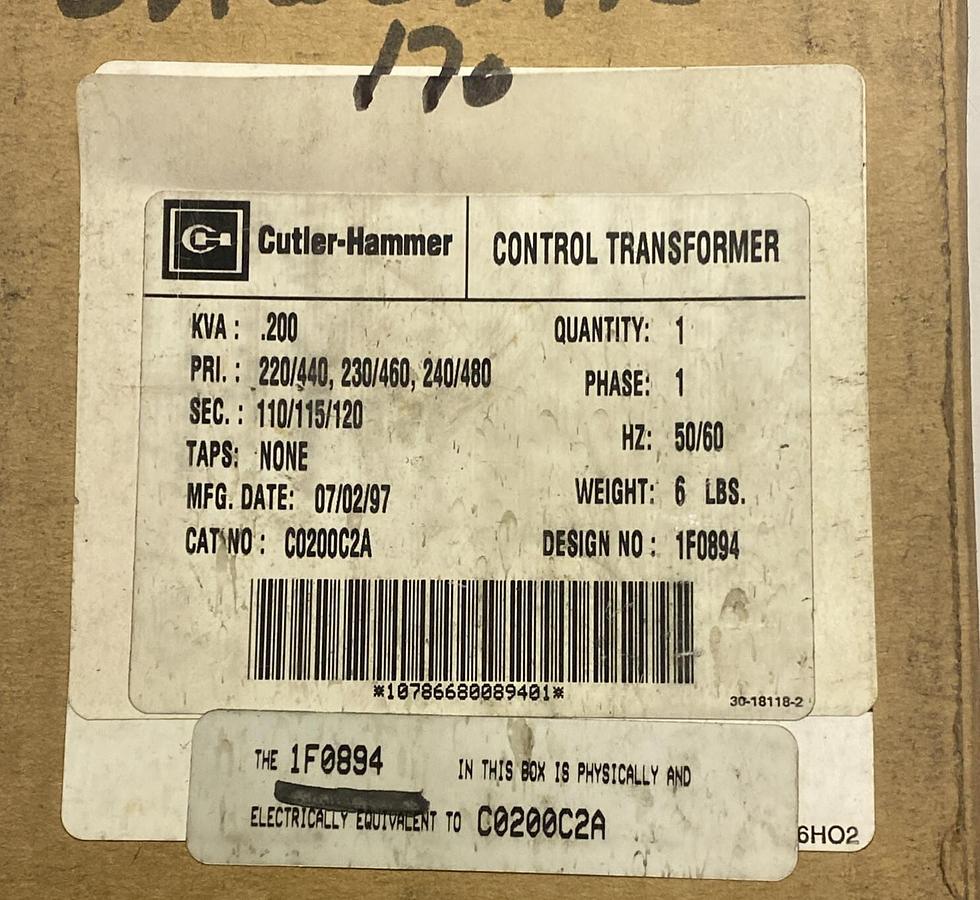 170
Cutler-Hammer
CONTROL TRANSFORMER
KVA : .200
PRI. : 220/440, 230/460, 240/480
SEC. : 110/115/120
TAPS: NONE
MFG. DATE: 07/02/97
CAT NO : C0200C2A
QUANTITY: 1
PHASE: 1
HZ: 50/60
WEIGHT: 6 LBS.
DESIGN NO : 1F0894
*10786680089401*
30-18118-2
THE 1F0894 IN THIS BOX IS PHYSICALLY AND
ELECTRICALLY EQUIVALENT TO C0200C2A
6HO2